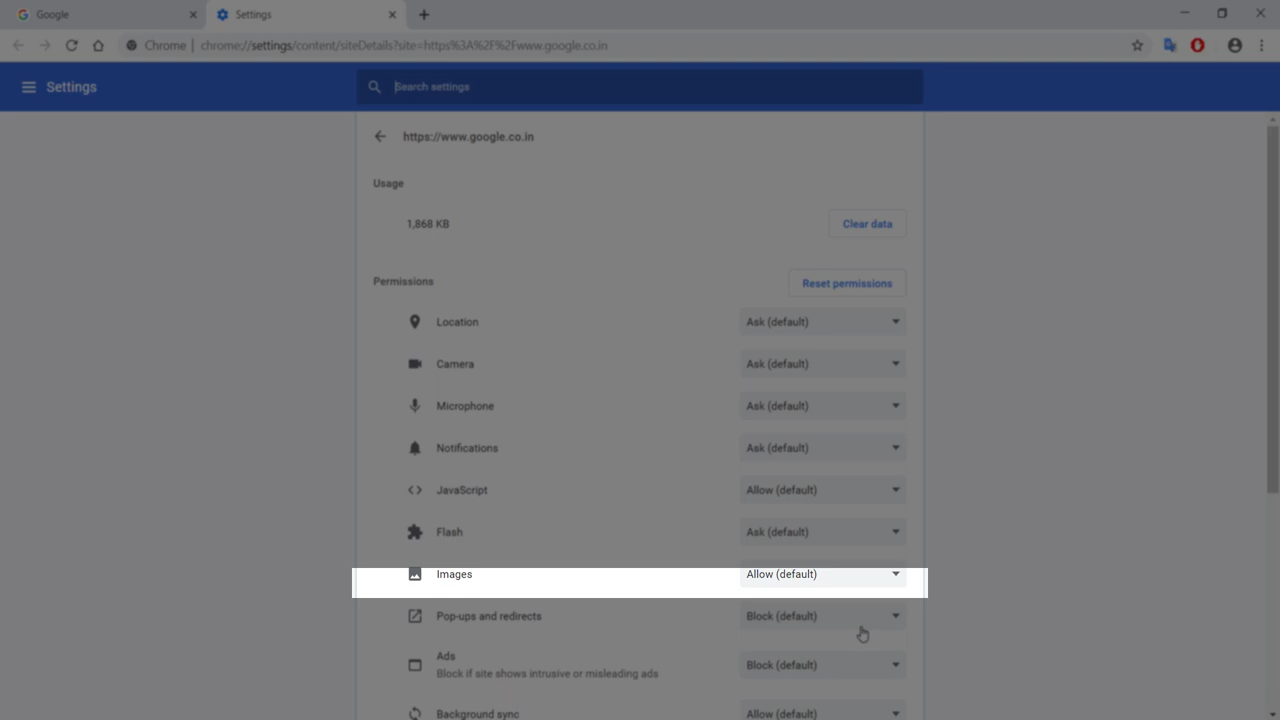 Google
Settings
Chrome | chrome://settings/content/siteDetails?site=https%3A%2F%2Fwww.google.co.in
Settings
Search settings
https://www.google.co.in
Usage
1,868 KB
Clear data
Permissions
Reset permissions
Location
Ask (default)
Camera
Ask (default)
Microphone
Ask (default)
Notifications
Ask (default)
JavaScript
Allow (default)
Flash
Ask (default)
Images
Allow (default)
Pop-ups and redirects
Block (default)
Ads
Block if site shows intrusive or misleading ads
Block (default)
Background sync
Allow (default)